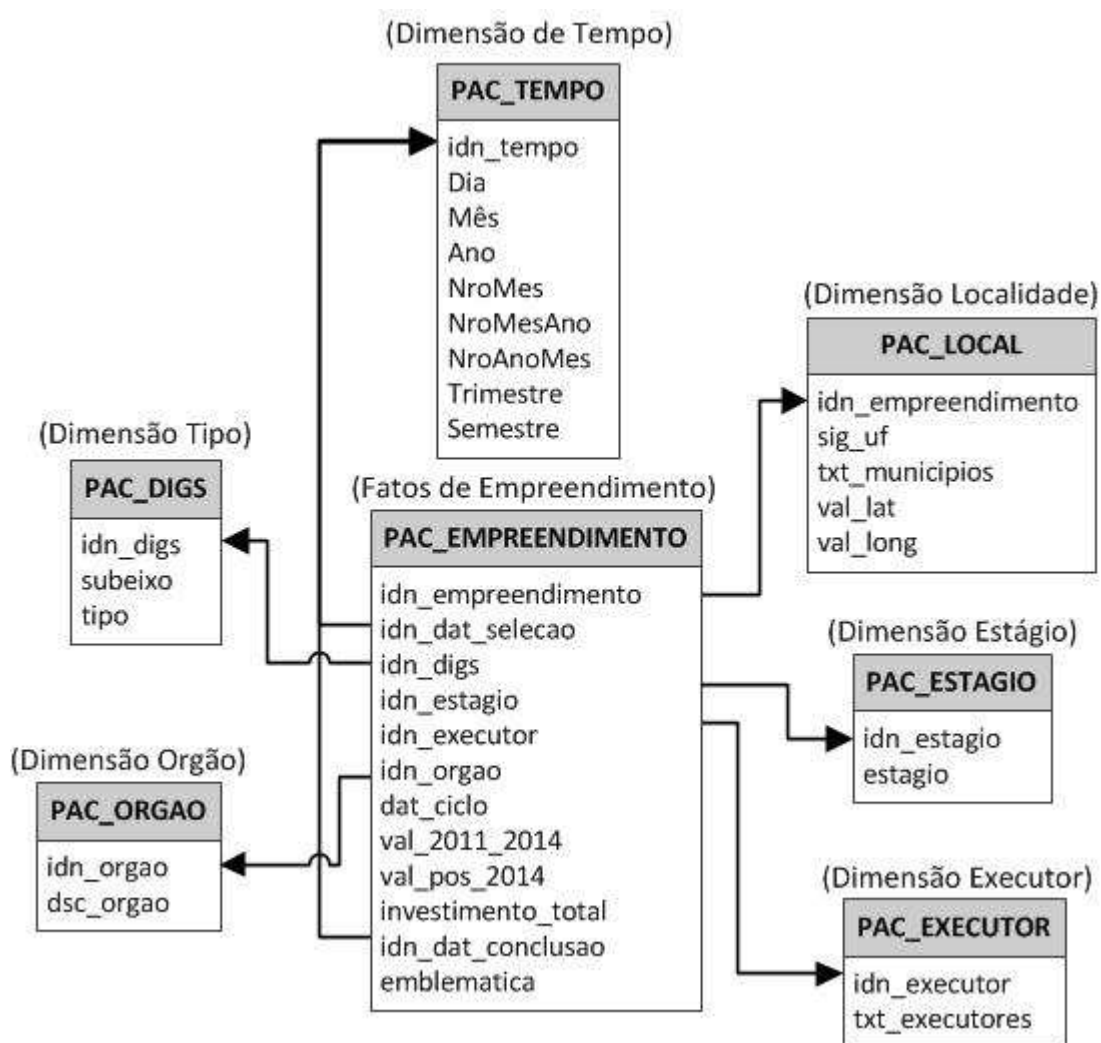 (Dimensão de Tempo)
PAC_TEMPO
idn_tempo
Dia
Mês
Ano
NroMes
NroMesAno
NroAnoMes
Trimestre
Semestre
(Dimensão Localidade)
PAC_LOCAL
idn_empreendimento
sig_uf
txt_municipios
val_lat
val_long
(Dimensão Tipo)
PAC_DIGS
idn_digs
subeixo
tipo
(Fatos de Empreendimento)
PAC_EMPREENDIMENTO
idn_empreendimento
idn_dat_selecao
idn_digs
idn_estagio
idn_executor
idn_orgao
dat_ciclo
val_2011_2014
val_pos_2014
investimento_total
idn_dat_conclusao
emblematica
(Dimensão Estágio)
PAC_ESTAGIO
idn_estagio
estagio
(Dimensão Orgão)
PAC_ORGAO
idn_orgao
dsc_orgao
(Dimensão Executor)
PAC_EXECUTOR
idn_executor
txt_executores